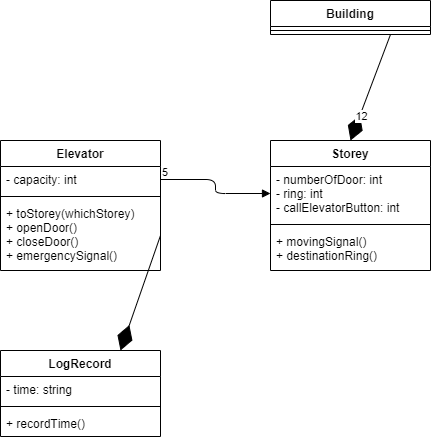 Building
12
Elevator
- capacity: int
+ toStorey(whichStorey)
+ openDoor()
+ closeDoor()
+ emergencySignal()
5
Storey
- numberOfDoor: int
- ring: int
- callElevatorButton: int
+ movingSignal()
+ destinationRing()
LogRecord
- time: string
+ recordTime()